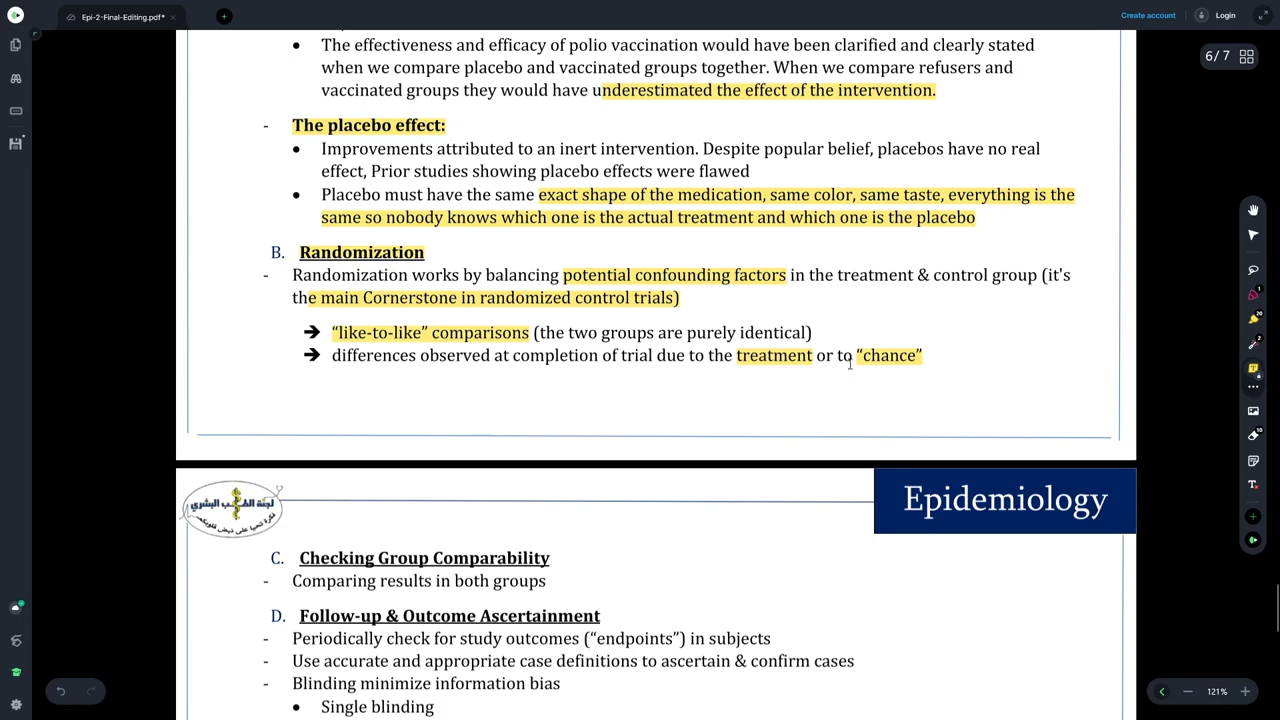 Epi-2-Final-Editing.pdf*
Create account
Login
6 / 7
• The effectiveness and efficacy of polio vaccination would have been clarified and clearly stated
when we compare placebo and vaccinated groups together. When we compare refusers and
vaccinated groups they would have underestimated the effect of the intervention.
- The placebo effect:
• Improvements attributed to an inert intervention. Despite popular belief, placebos have no real
effect, Prior studies showing placebo effects were flawed
• Placebo must have the same exact shape of the medication, same color, same taste, everything is the
same so nobody knows which one is the actual treatment and which one is the placebo
B. Randomization
- Randomization works by balancing potential confounding factors in the treatment & control group (it's
the main Cornerstone in randomized control trials)
➔ “like-to-like” comparisons (the two groups are purely identical)
➔ differences observed at completion of trial due to the treatment or to “chance”
لجنة الطب البشري
فكرة تحيا على نبض قلوبكم
Epidemiology
C. Checking Group Comparability
- Comparing results in both groups
D. Follow-up & Outcome Ascertainment
- Periodically check for study outcomes (“endpoints”) in subjects
- Use accurate and appropriate case definitions to ascertain & confirm cases
- Blinding minimize information bias
• Single blinding
121%